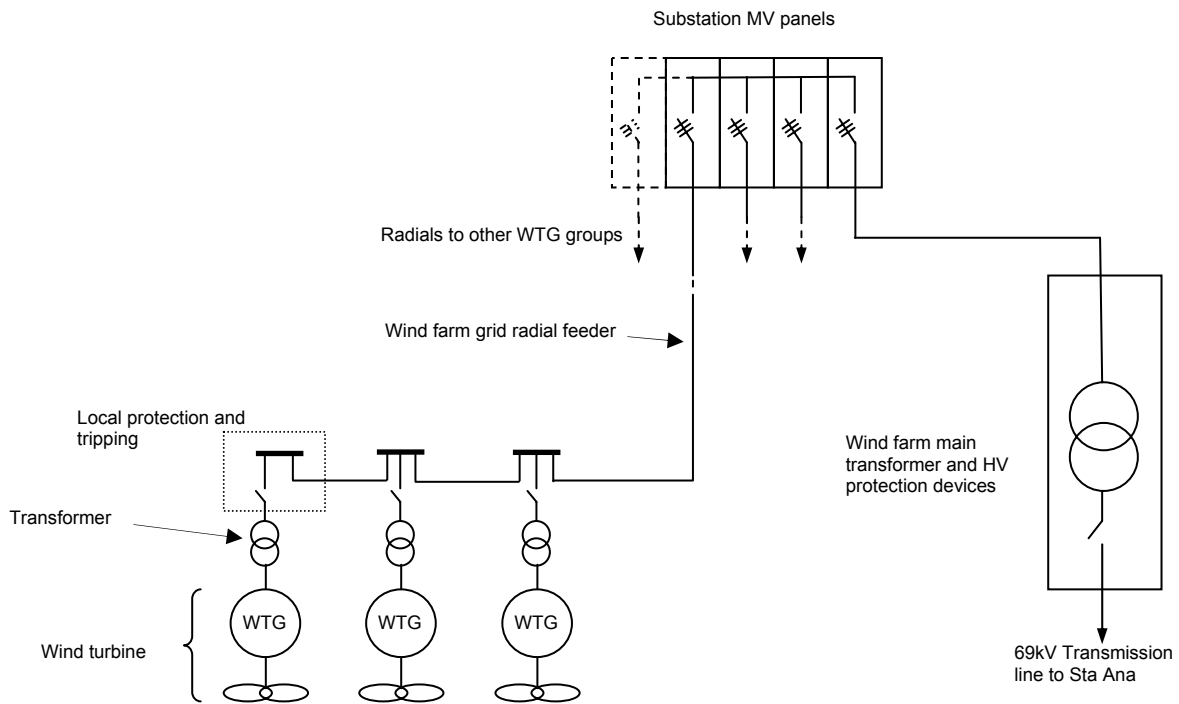 Substation MV panels
Radials to other WTG groups
Wind farm grid radial feeder
Local protection and
tripping
Wind farm main
transformer and HV
protection devices
Transformer
WTG
WTG
WTG
Wind turbine
69kV Transmission
line to Sta Ana